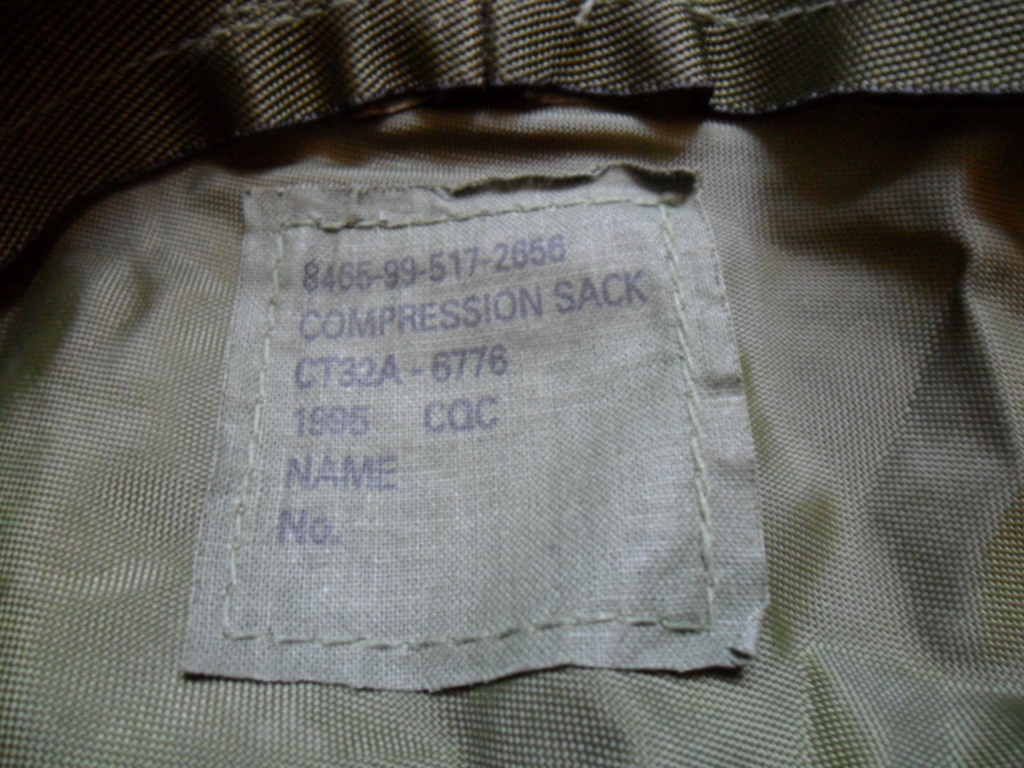 8465-99-517-2656
COMPRESSION SACK
CT32A - 6776
1995 CQC
NAME
No.